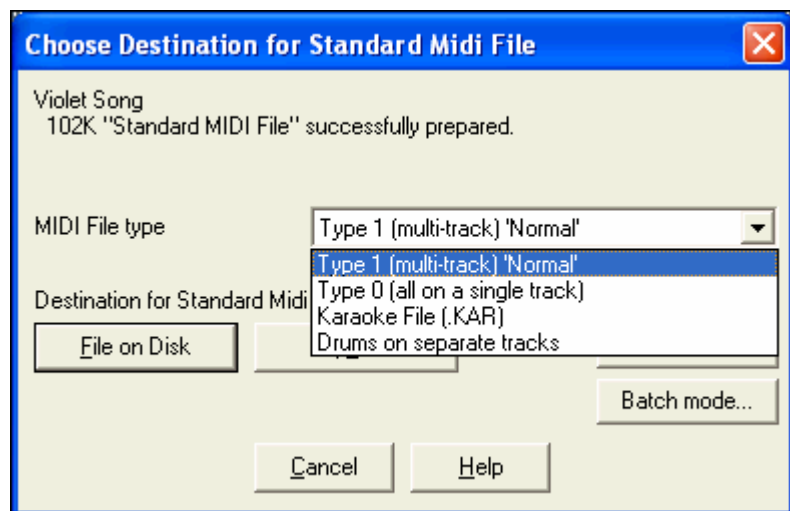 Choose Destination for Standard Midi File
Violet Song
102K "Standard MIDI File" successfully prepared.
MIDI File type
Type 1 (multi-track) 'Normal'
Type 1 (multi-track) 'Normal'
Type 0 (all on a single track)
Karaoke File (.KAR)
Drums on separate tracks
Destination for Standard Midi
File on Disk
Batch mode...
Cancel
Help